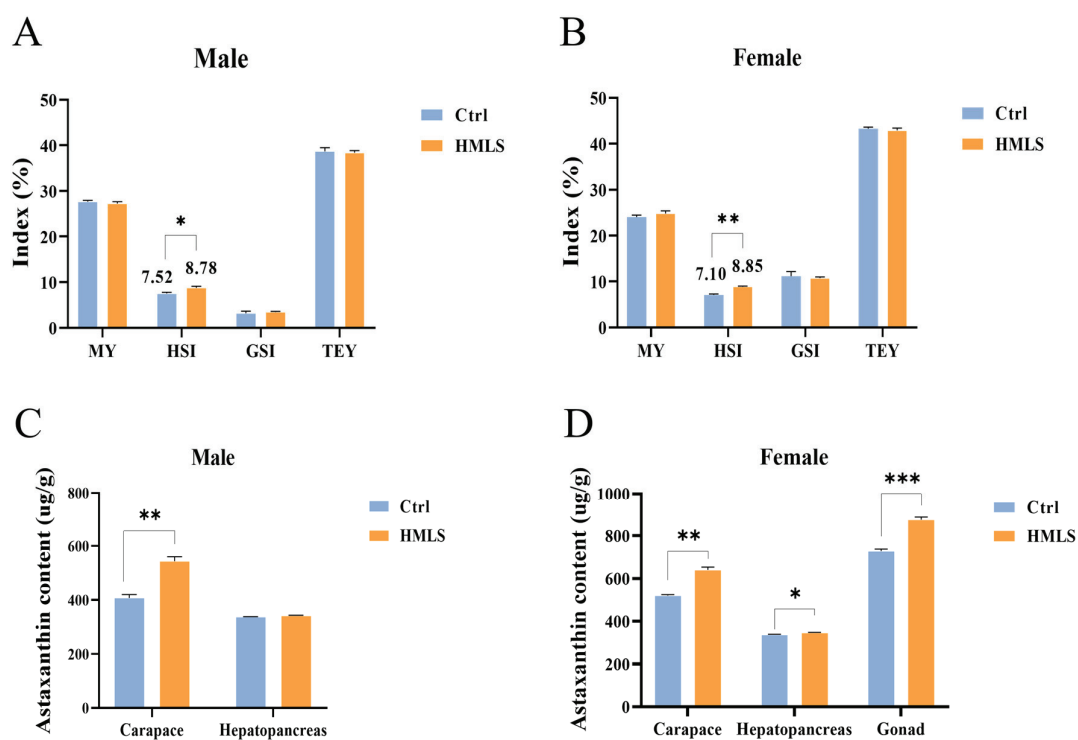 A
Male
Index (%)
50
40
30
20
10
0
*
7.52
8.78
MY
HSI
GSI
TEY
Ctrl
HMLS
B
Female
Index (%)
50
40
30
20
10
0
**
7.10
8.85
MY
HSI
GSI
TEY
Ctrl
HMLS
C
Male
Astaxanthin content (ug/g)
800
600
400
200
0
**
Carapace
Hepatopancreas
Ctrl
HMLS
D
Female
Astaxanthin content (ug/g)
1000
800
600
400
200
0
**
*
***
Carapace
Hepatopancreas
Gonad
Ctrl
HMLS